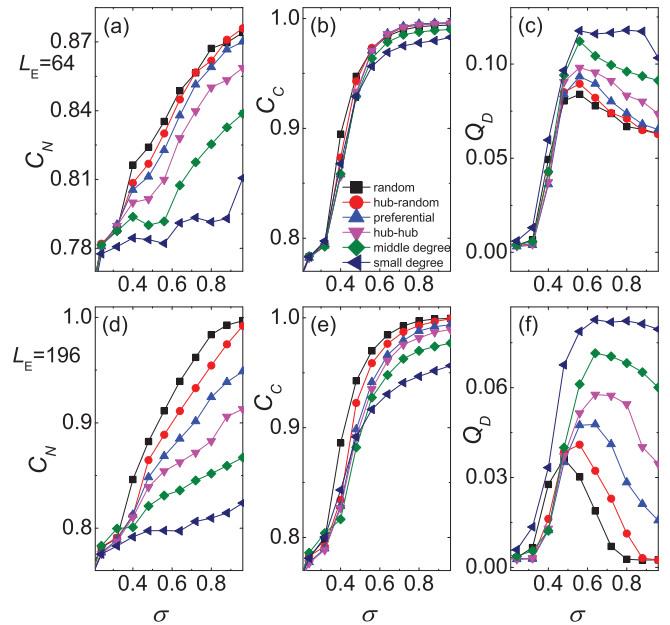 (a)
(b)
(c)
L_E=64
C_N
0.87
0.84
0.81
0.78
0.4 0.6 0.8
C_C
1.0
0.9
0.8
0.4 0.6 0.8
random
hub-random
preferential
hub-hub
middle degree
small degree
Q_D
0.10
0.05
0.00
0.4 0.6 0.8
(d)
(e)
(f)
L_E=196
C_N
1.0
0.9
0.8
0.4 0.6 0.8
σ
C_C
1.0
0.9
0.8
0.4 0.6 0.8
σ
Q_D
0.06
0.03
0.00
0.4 0.6 0.8
σ